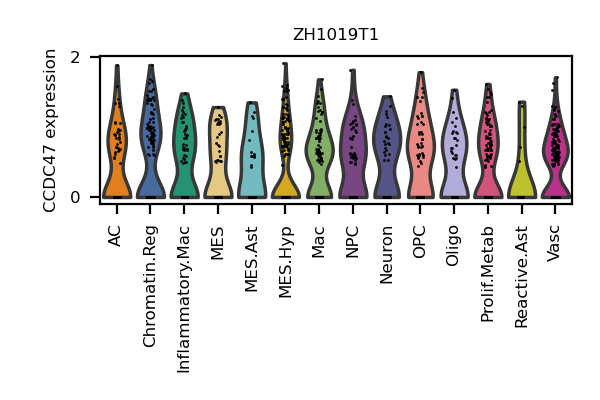 ZH1019T1
CCDC47 expression
2
0
AC
Chromatin.Reg
Inflammatory.Mac
MES
MES.Ast
MES.Hyp
Mac
NPC
Neuron
OPC
Oligo
Prolif.Metab
Reactive.Ast
Vasc